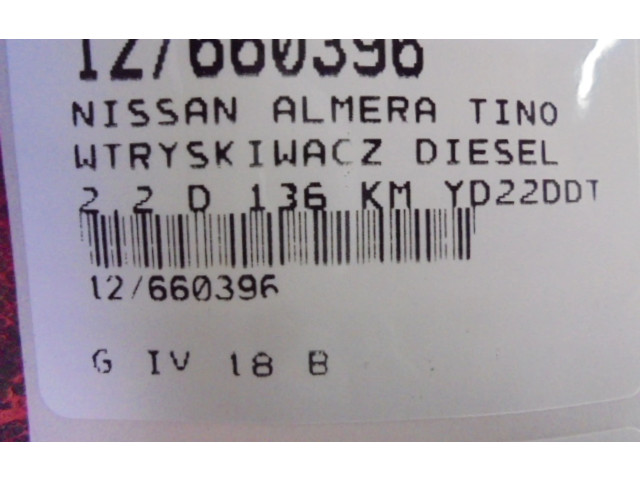 12/660396
NISSAN ALMERA TINO
WTRYSKIWACZ DIESEL
2 2 D 136 KM YD22DDT
12/660396
G IV 18 B